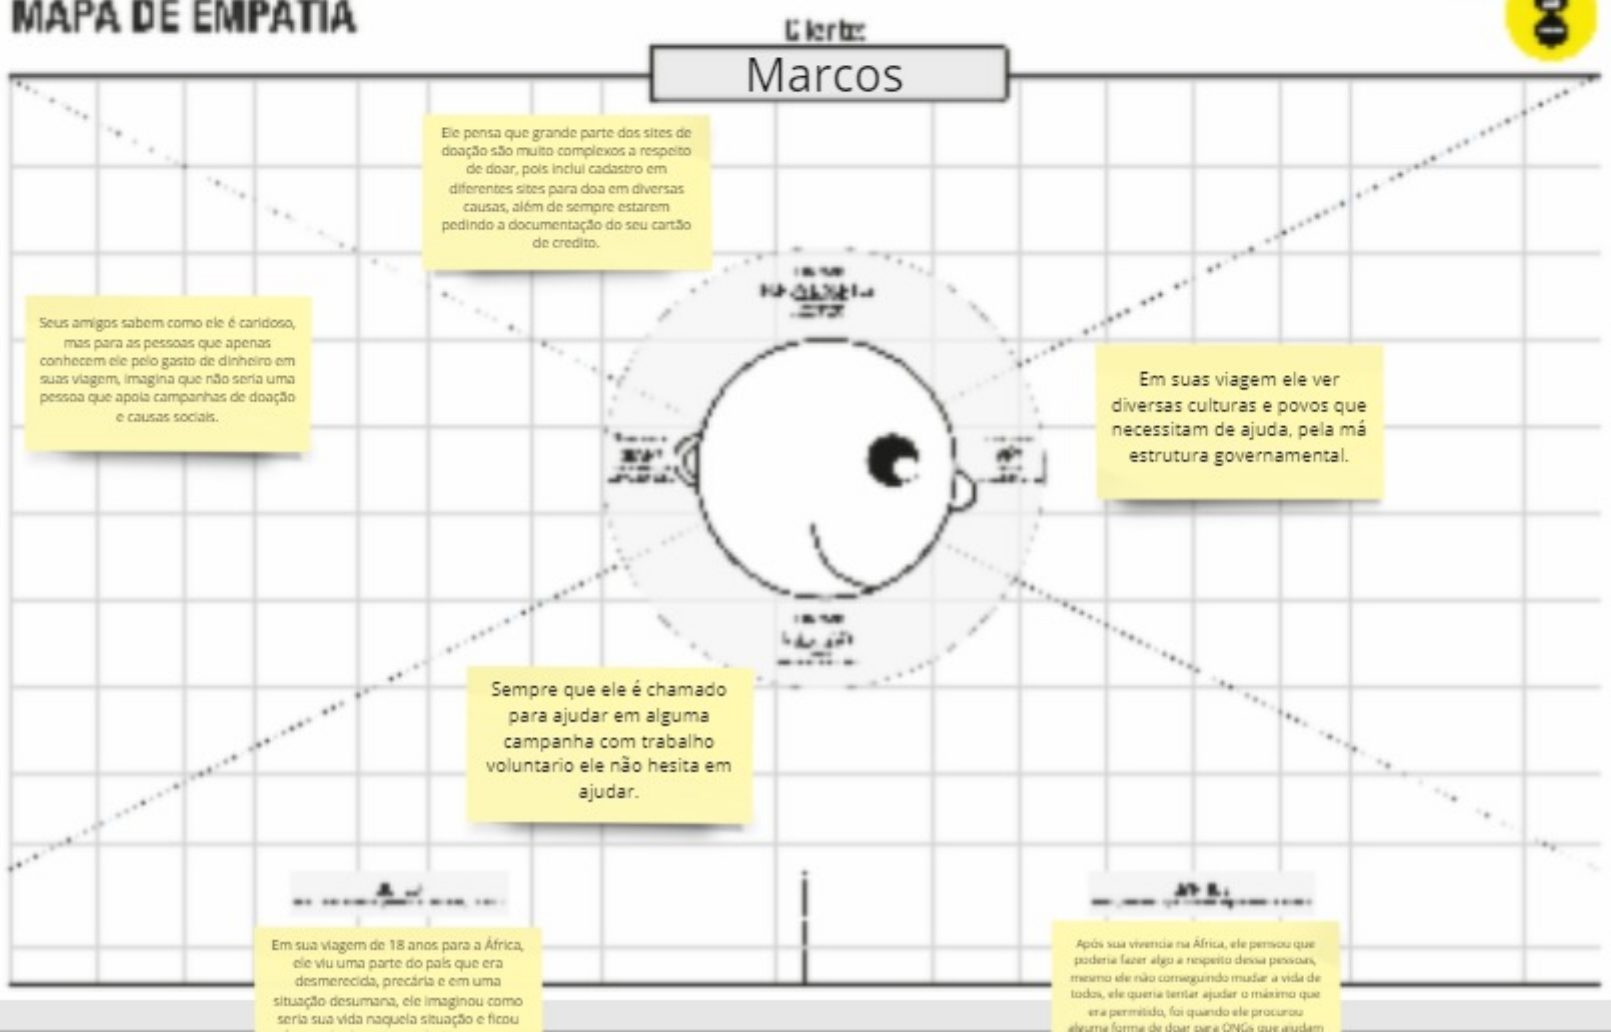 MAPA DE EMPATIA
Marcos
Ele pensa que grande parte dos sites de
doação são muito complexos a respeito
de doar, pois inclui cadastro em
diferentes sites para doa em diversas
causas, além de sempre estarem
pedindo a documentação do seu cartão
de credito.
Seus amigos sabem como ele é caridoso,
mas para as pessoas que apenas
conhecem ele pelo gasto de dinheiro em
suas viagem, imagina que não seria uma
pessoa que apoia campanhas de doação
e causas sociais.
Em suas viagem ele ver
diversas culturas e povos que
necessitam de ajuda, pela má
estrutura governamental.
Sempre que ele é chamado
para ajudar em alguma
campanha com trabalho
voluntario ele não hesita em
ajudar.
Em sua viagem de 18 anos para a África,
ele viu uma parte do país que era
desmerecida, precária e em uma
situação desumana, ele imaginou como
seria sua vida naquela situação e ficou
Após sua vivencia na África, ele pensou que
poderia fazer algo a respeito dessa pessoas,
mesmo ele não conseguindo mudar a vida de
todos, ele queria tentar ajudar o máximo que
era permitido, foi quando ele procurou
alguma forma de doar para ONGs que ajudam